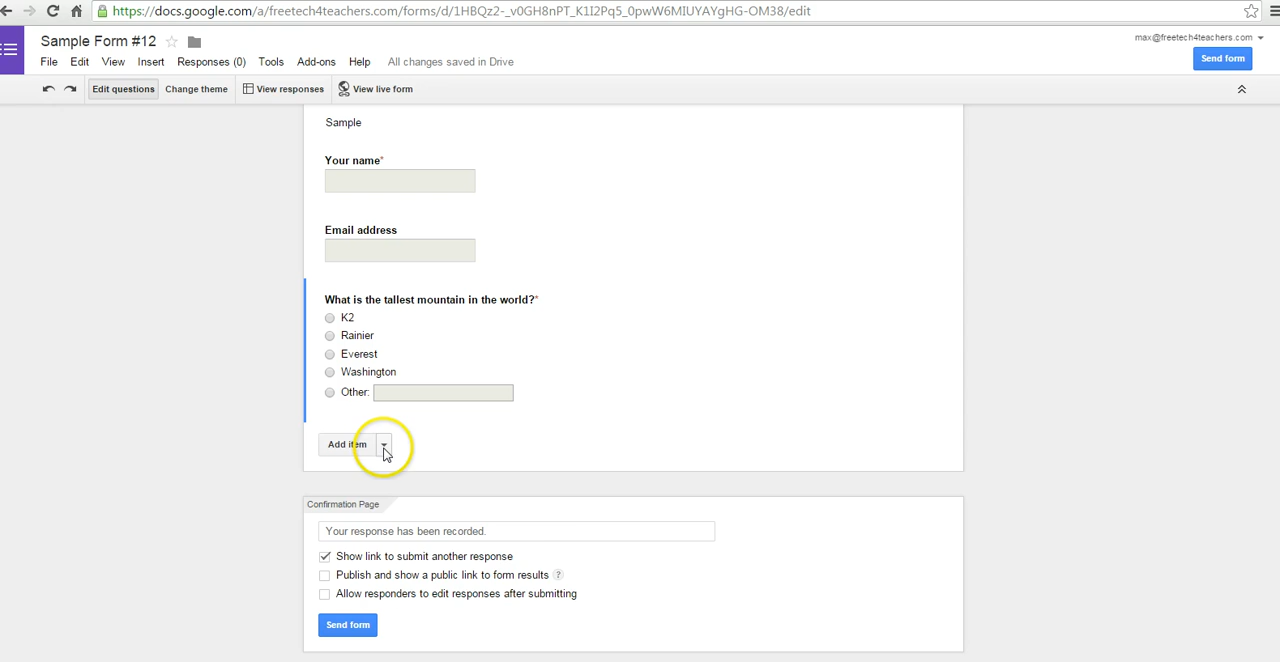 https://docs.google.com/a/freetech4teachers.com/forms/d/1HBQz2-_v0GH8nPT_K1I2Pq5_0pwW6MIUYAYgHG-OM38/edit
Sample Form #12
max@freetech4teachers.com
File Edit View Insert Responses (0) Tools Add-ons Help All changes saved in Drive
Send form
Edit questions Change theme View responses View live form
Sample
Your name*
Email address
What is the tallest mountain in the world?*
K2
Rainier
Everest
Washington
Other:
Add item
Confirmation Page
Your response has been recorded.
Show link to submit another response
Publish and show a public link to form results ?
Allow responders to edit responses after submitting
Send form